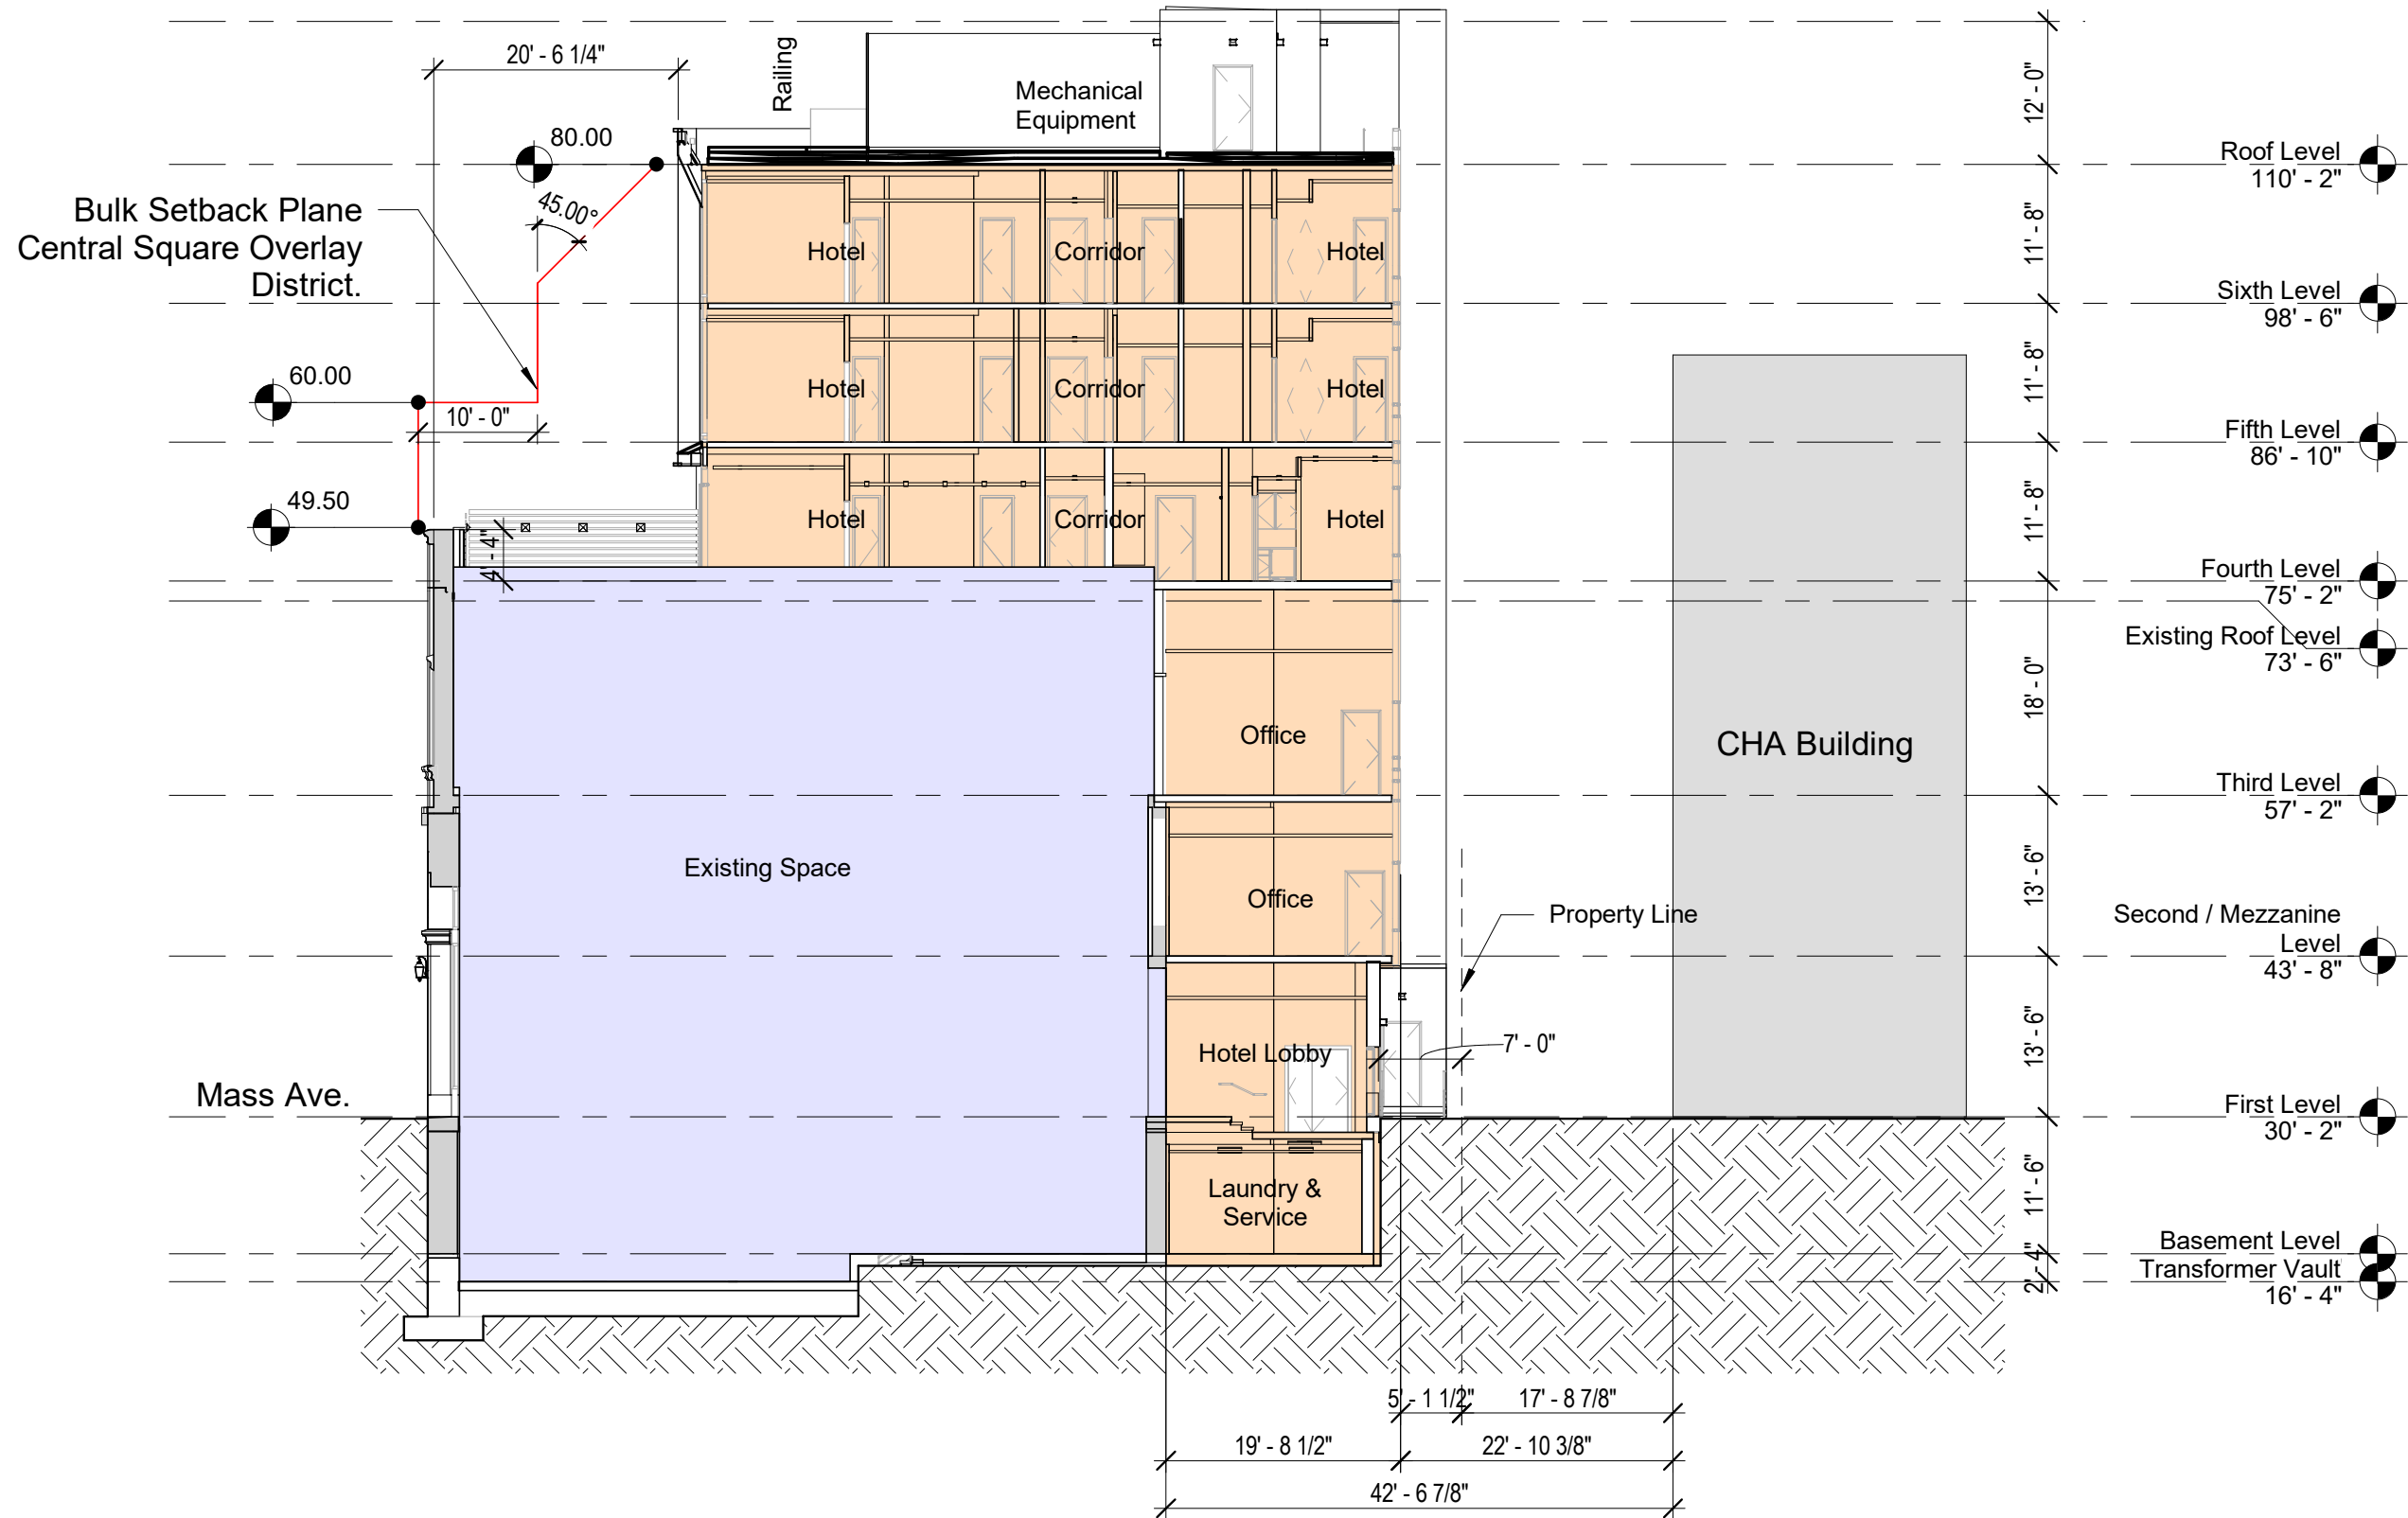 20' - 6 1/4"
Railing
Mechanical
Equipment
12' - 0"
80.00
Roof Level
110' - 2"
45.00°
Bulk Setback Plane
Central Square Overlay
District.
Hotel
Corridor
Hotel
11' - 8"
Sixth Level
98' - 6"
60.00
10' - 0"
Hotel
Corridor
Hotel
11' - 8"
Fifth Level
86' - 10"
49.50
4' - 4"
Hotel
Corridor
Hotel
11' - 8"
Fourth Level
75' - 2"
Existing Roof Level
73' - 6"
18' - 0"
Office
CHA Building
Third Level
57' - 2"
Existing Space
Office
13' - 6"
Property Line
Second / Mezzanine
Level
43' - 8"
Hotel Lobby
7' - 0"
13' - 6"
Mass Ave.
First Level
30' - 2"
Laundry &
Service
11' - 6"
Basement Level
Transformer Vault
16' - 4"
2' - 4"
5' - 1 1/2"
17' - 8 7/8"
19' - 8 1/2"
22' - 10 3/8"
42' - 6 7/8"